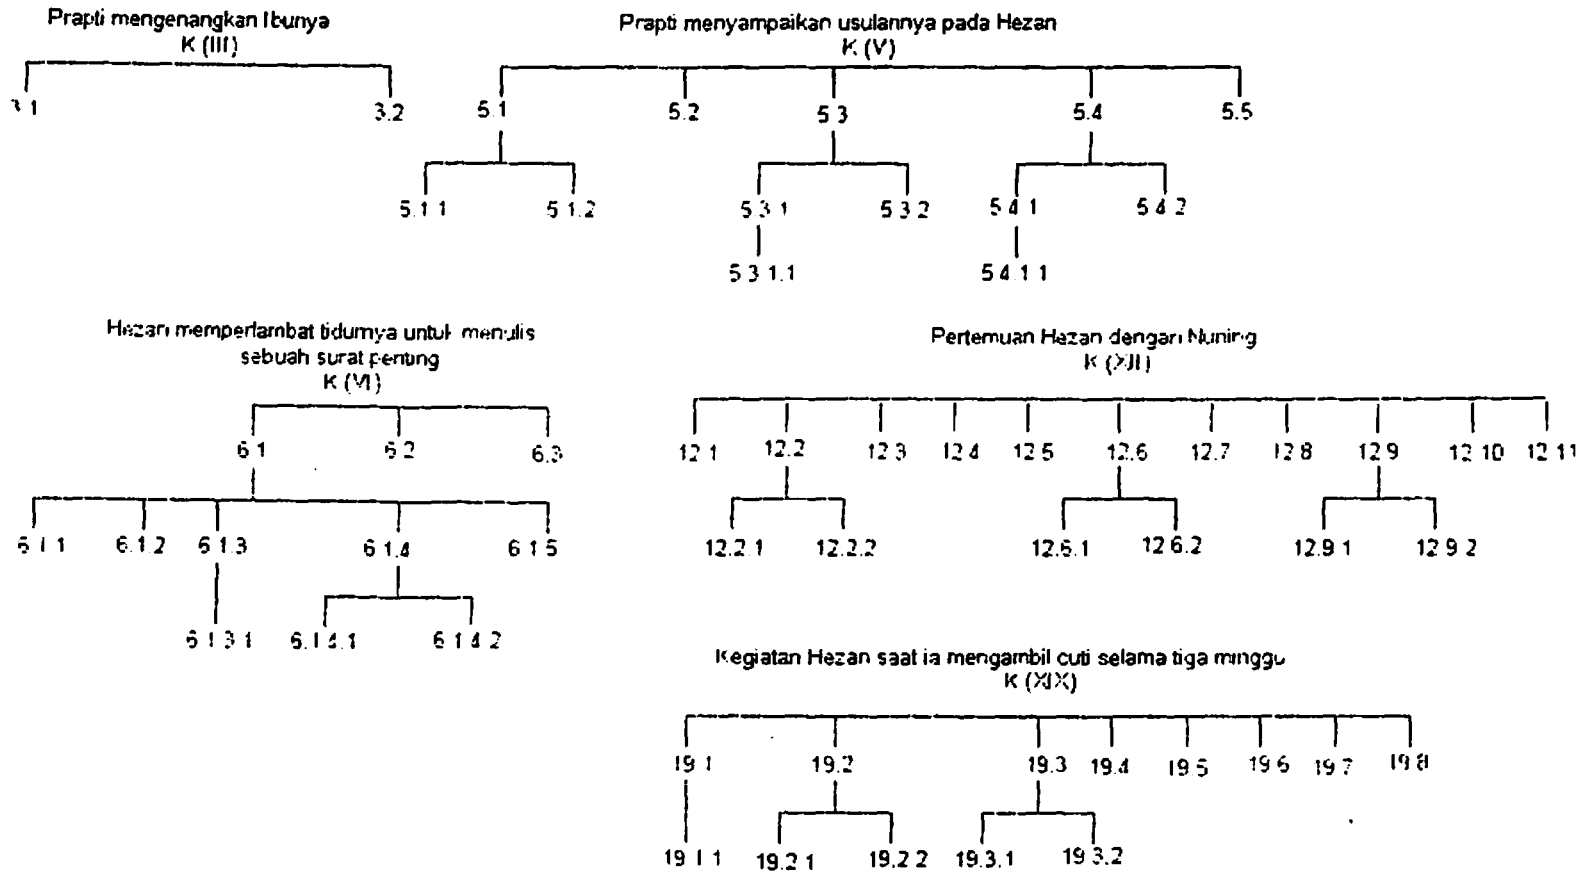 Prapti mengenangkan Ibunya
K (III)
3.1 3.2
Prapti menyampaikan usulannya pada Hezan
K (V)
5.1 5.2 5.3 5.4 5.5
5.1.1 5.1.2 5.3.1 5.3.2 5.4.1 5.4.2
5.3.1.1 5.4.1.1
Hezan memperlambat tidurnya untuk menulis
sebuah surat penting
K (VI)
6.1 6.2 6.3
6.1.1 6.1.2 6.1.3 6.1.4 6.1.5
6.1.3.1 6.1.4.1 6.1.4.2
Pertemuan Hezan dengan Nuning
K (XII)
12.1 12.2 12.3 12.4 12.5 12.6 12.7 12.8 12.9 12.10 12.11
12.2.1 12.2.2 12.6.1 12.6.2 12.9.1 12.9.2
Kegiatan Hezan saat ia mengambil cuti selama tiga minggu
K (XIX)
19.1 19.2 19.3 19.4 19.5 19.6 19.7 19.8
19.1.1 19.2.1 19.2.2 19.3.1 19.3.2